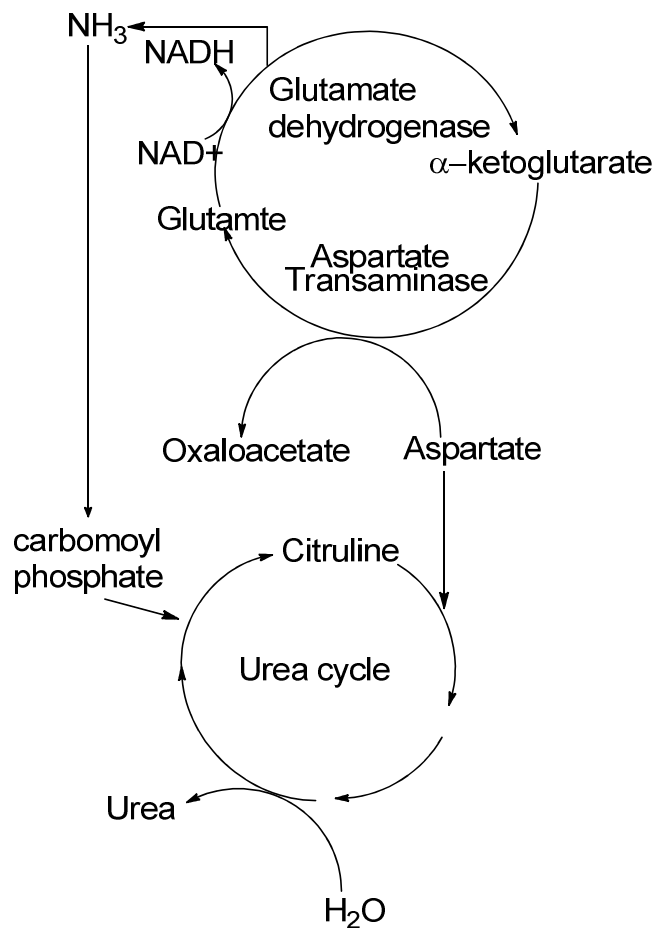 NH3
NADH
Glutamate
dehydrogenase
NAD+
α–ketoglutarate
Glutamte
Aspartate
Transaminase
Oxaloacetate
Aspartate
carbomoyl
phosphate
Citruline
Urea cycle
Urea
H2O